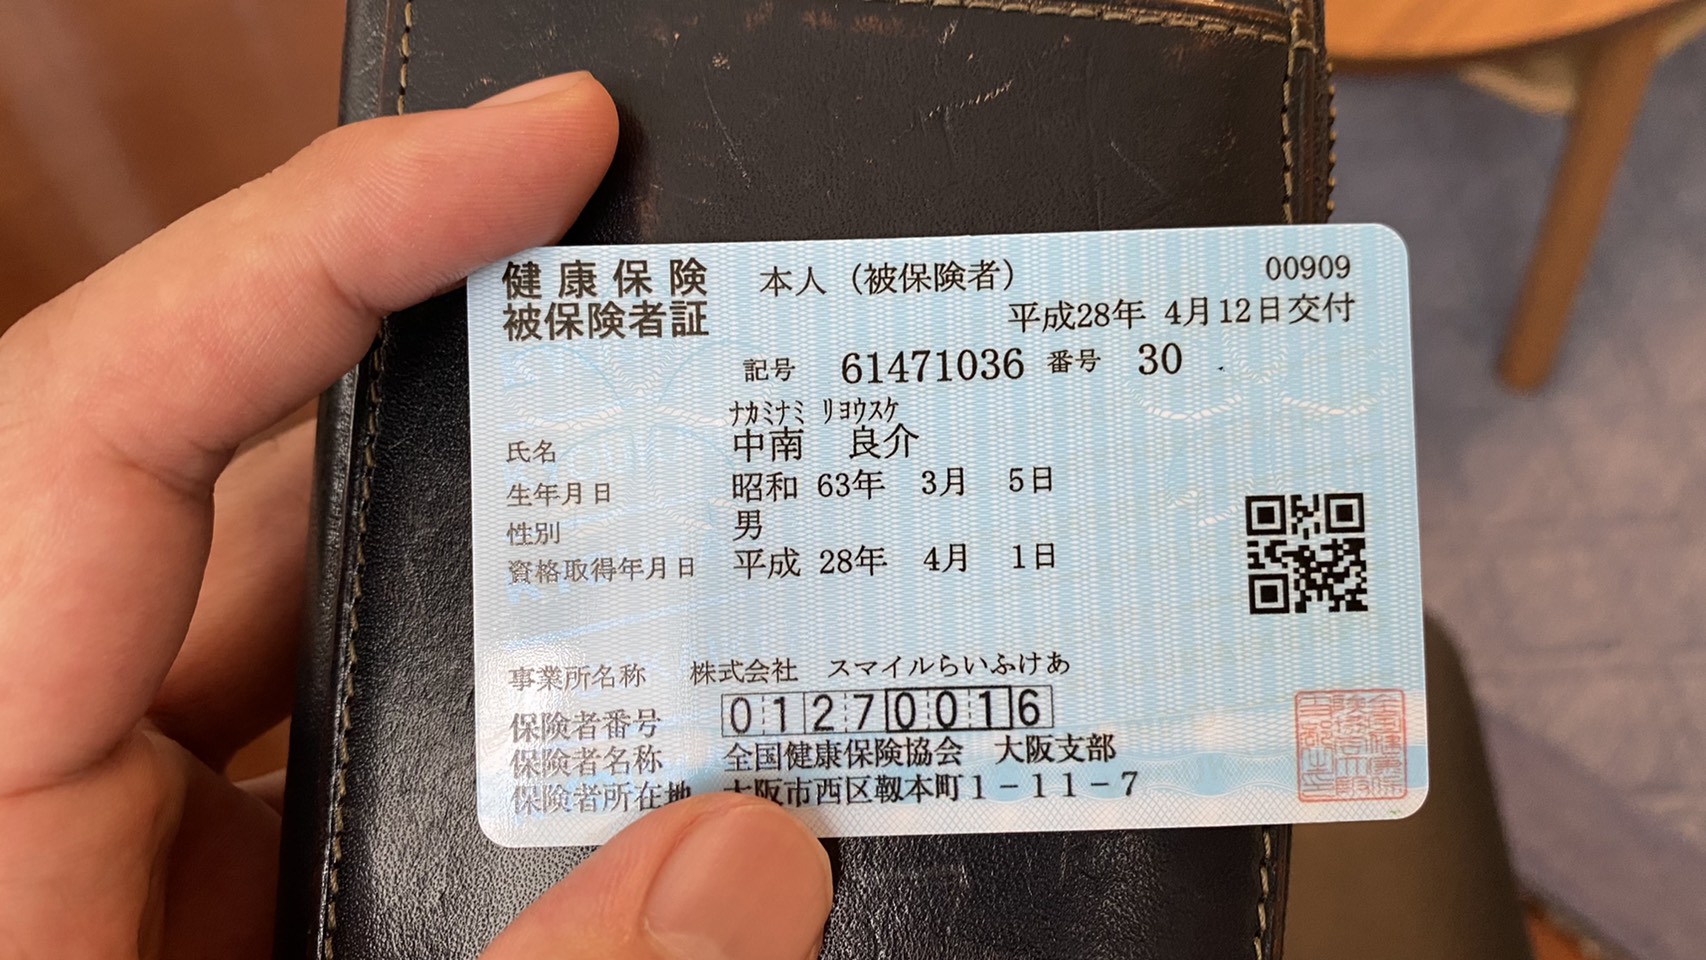 健康保険 本人（被保険者） 00909
被保険者証 平成28年 4月12日交付
記号 61471036 番号 30
ﾅｶﾐﾅﾐ ﾘﾖｳｽｹ
氏名 中南 良介
生年月日 昭和 63年 3月 5日
性別 男
資格取得年月日 平成 28年 4月 1日
事業所名称 株式会社 スマイルらいふけあ
保険者番号 01270016
保険者名称 全国健康保険協会 大阪支部
保険者所在地 大阪市西区靱本町1-11-7